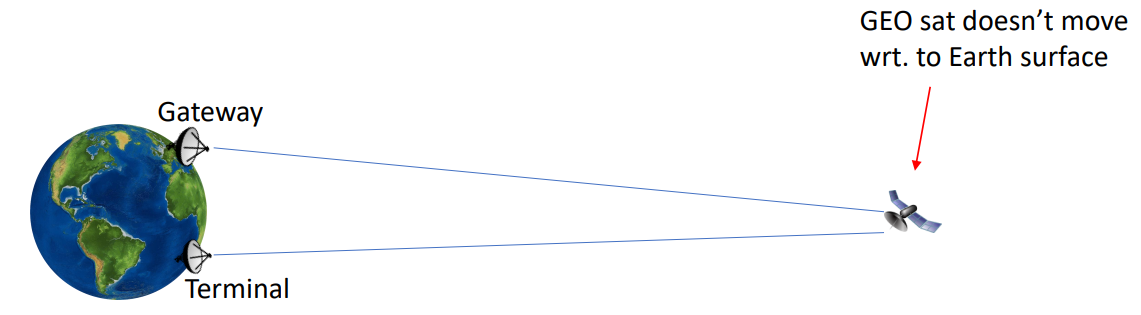 GEO sat doesn’t move
wrt. to Earth surface
Gateway
Terminal